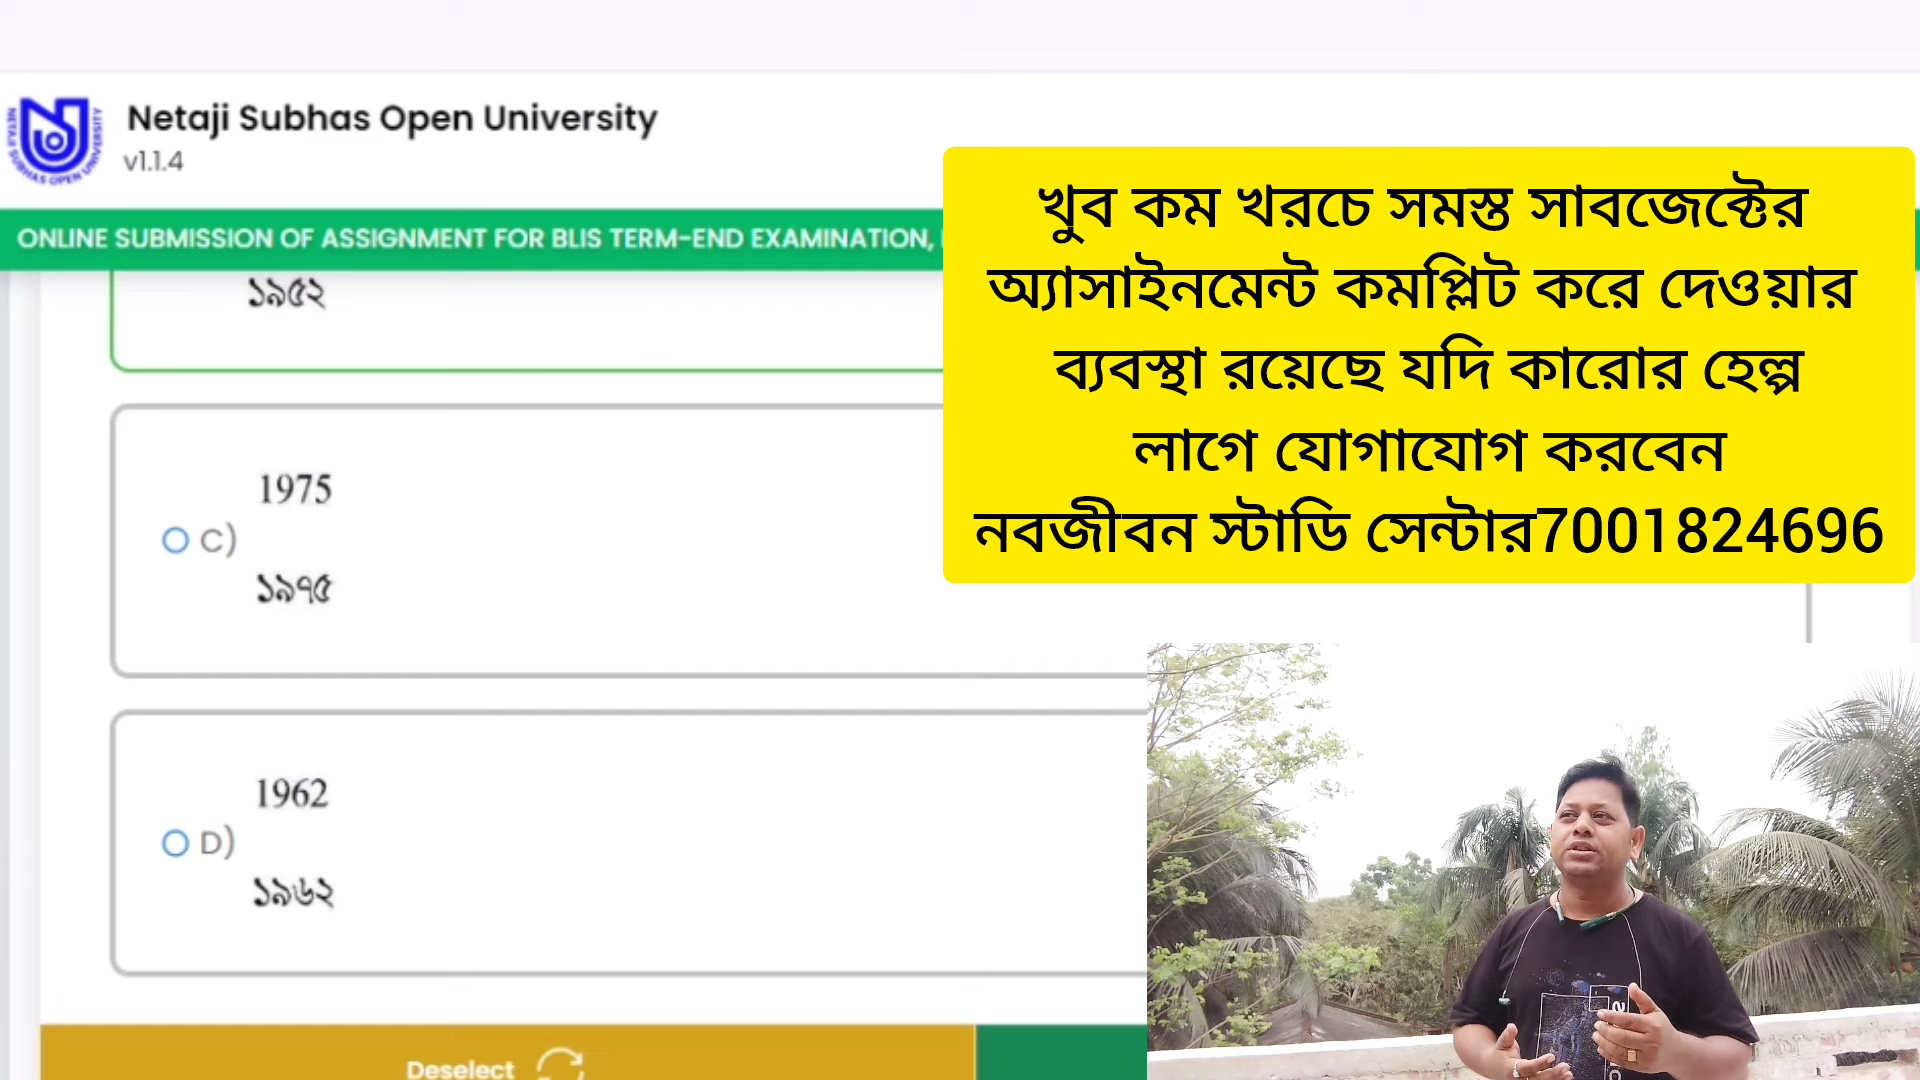 Netaji Subhas Open University
v1.1.4
ONLINE SUBMISSION OF ASSIGNMENT FOR BLIS TERM-END EXAMINATION,
খুব কম খরচে সমস্ত সাবজেক্টের
অ্যাসাইনমেন্ট কমপ্লিট করে দেওয়ার
ব্যবস্থা রয়েছে যদি কারোর হেল্প
লাগে যোগাযোগ করবেন
নবজীবন স্টাডি সেন্টার7001824696
১৯৫২
1975
C)
১৯৭৫
1962
D)
১৯৬২
Deselect